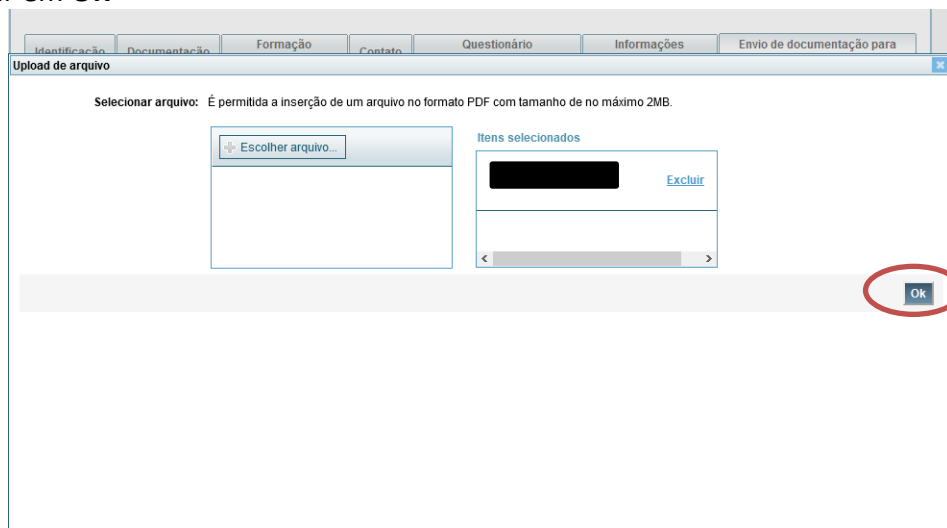 em
Formação
Questionário
Informações
Envio de documentação para
Identificação
Documentação
Contato
Upload de arquivo
Selecionar arquivo: É permitida a inserção de um arquivo no formato PDF com tamanho de no máximo 2MB.
Escolher arquivo...
Itens selecionados
Excluir
Ok